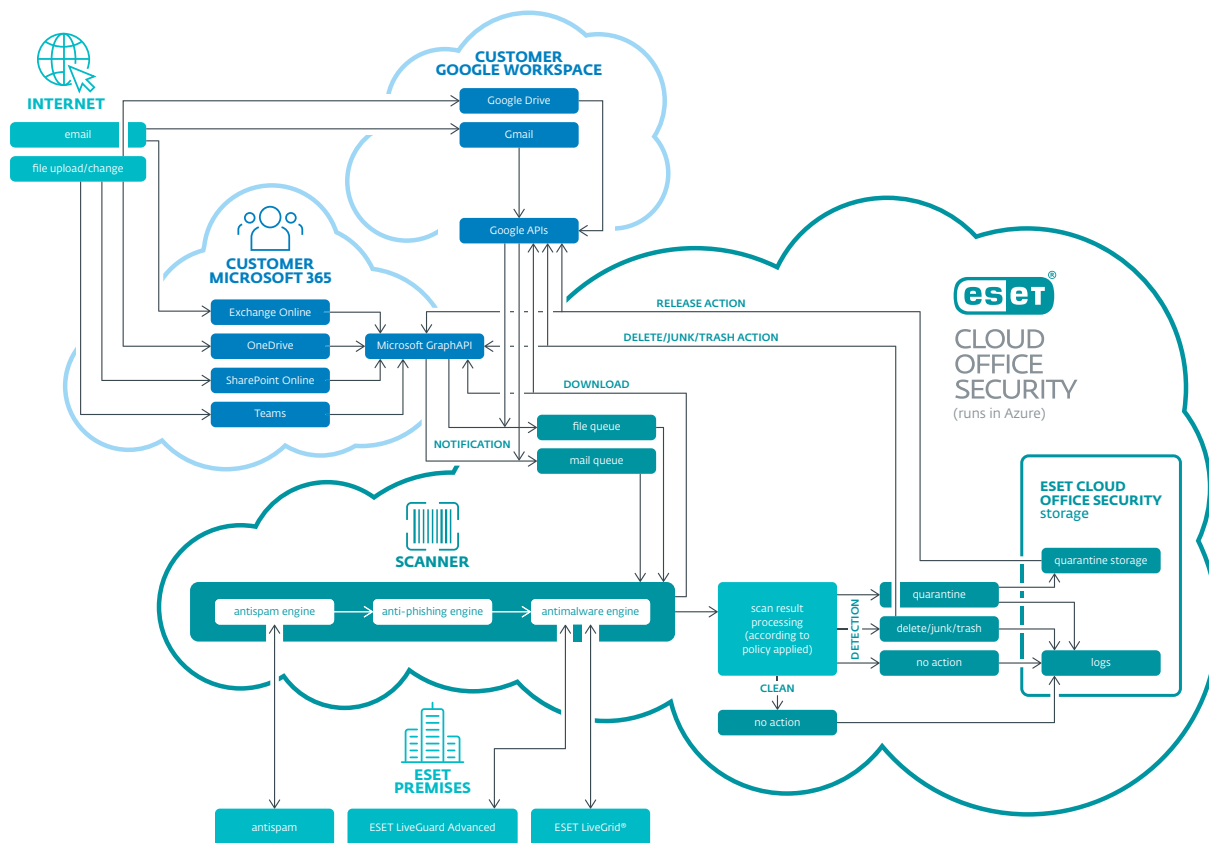 CUSTOMER
GOOGLE WORKSPACE
Google Drive
Gmail
Google APIs
INTERNET
email
file upload/change
CUSTOMER
MICROSOFT 365
Exchange Online
OneDrive
SharePoint Online
Teams
Microsoft GraphAPI
RELEASE ACTION
DELETE/JUNK/TRASH ACTION
DOWNLOAD
NOTIFICATION
file queue
mail queue
eseT®
CLOUD
OFFICE
SECURITY
(runs in Azure)
ESET CLOUD
OFFICE SECURITY
storage
quarantine storage
logs
SCANNER
antispam engine
anti-phishing engine
antimalware engine
scan result
processing
(according to
policy applied)
DETECTION
quarantine
delete/junk/trash
no action
CLEAN
no action
ESET
PREMISES
antispam
ESET LiveGuard Advanced
ESET LiveGrid®